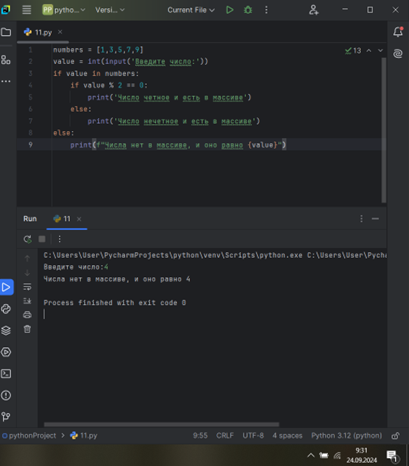 PP pytho... Versi... Current File
11.py
1 numbers = [1,3,5,7,9]
2 value = int(input('Введите число:'))
3 if value in numbers:
4 if value % 2 == 0:
5 print('Число четное и есть в массиве')
6 else:
7 print('Число нечетное и есть в массиве')
8 else:
9 print(f"Числа нет в массиве, и оно равно {value}")
13
Run 11
C:\Users\User\PycharmProjects\python\venv\Scripts\python.exe C:\Users\User\Pych
Введите число:4
Числа нет в массиве, и оно равно 4
Process finished with exit code 0
pythonProject > 11.py 9:55 CRLF UTF-8 4 spaces Python 3.12 (python)
9:31
24.09.2024
1